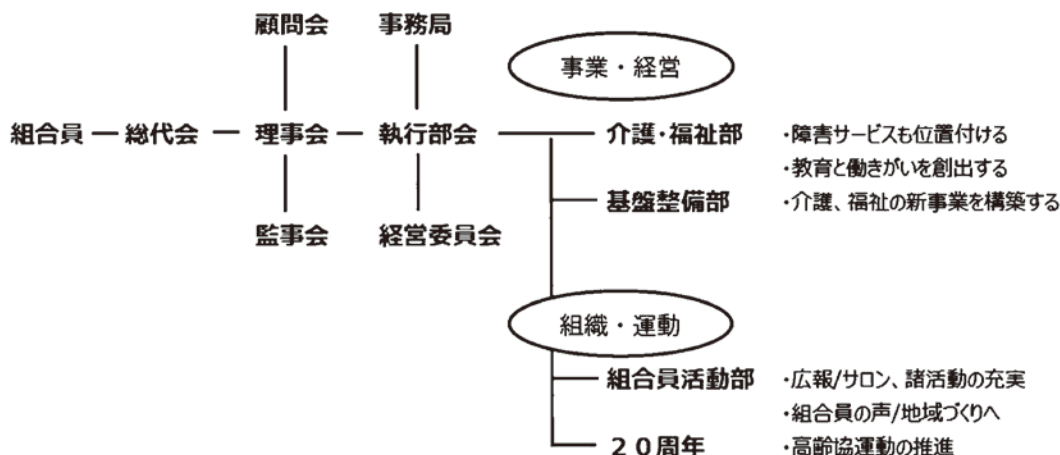 顧問会 事務局
事業・経営
組合員 総代会 理事会 執行部会 介護・福祉部 ・障害サービスも位置付ける
・教育と働きがいを創出する
基盤整備部 ・介護、福祉の新事業を構築する
監事会 経営委員会
組織・運動
組合員活動部 ・広報/サロン、諸活動の充実
・組合員の声/地域づくりへ
２０周年 ・高齢協運動の推進